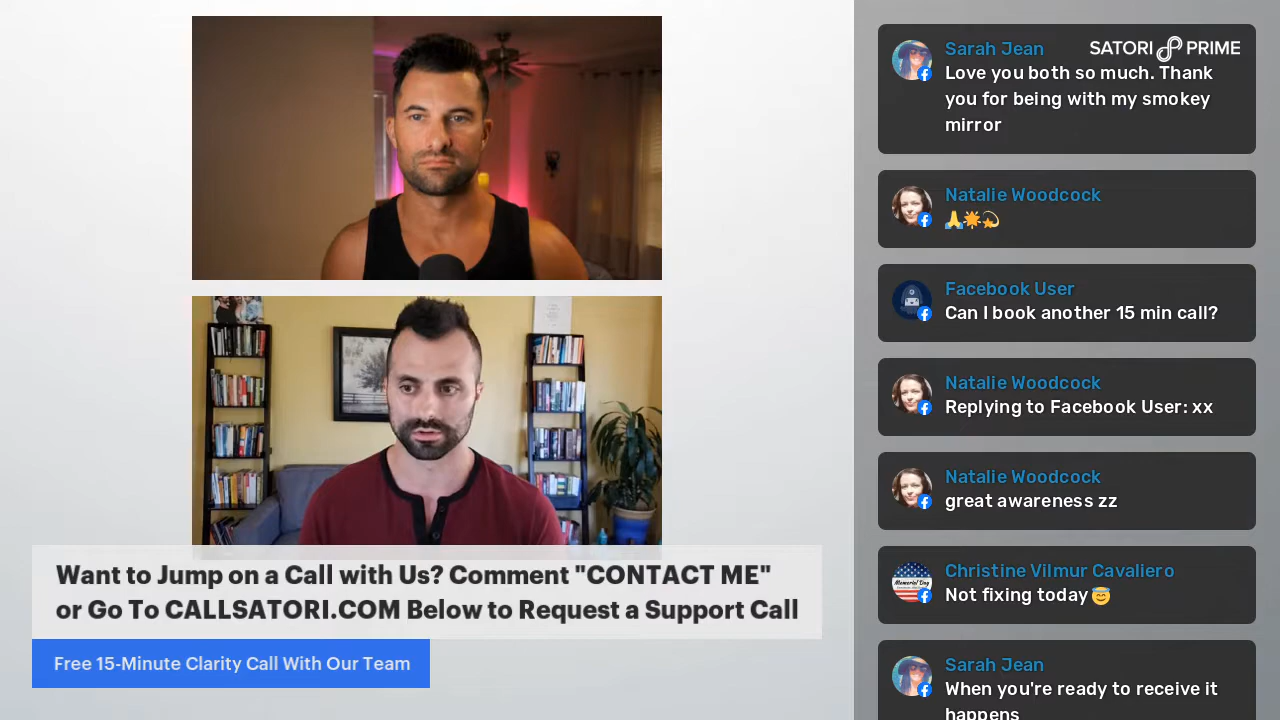 SATORI PRIME
Sarah Jean
Love you both so much. Thank
you for being with my smokey
mirror
Natalie Woodcock
🙏🌟💫
Facebook User
Can I book another 15 min call?
Natalie Woodcock
Replying to Facebook User: xx
Natalie Woodcock
great awareness zz
Christine Vilmur Cavaliero
Not fixing today😇
Sarah Jean
When you're ready to receive it
happens
Want to Jump on a Call with Us? Comment "CONTACT ME"
or Go To CALLSATORI.COM Below to Request a Support Call
Free 15-Minute Clarity Call With Our Team